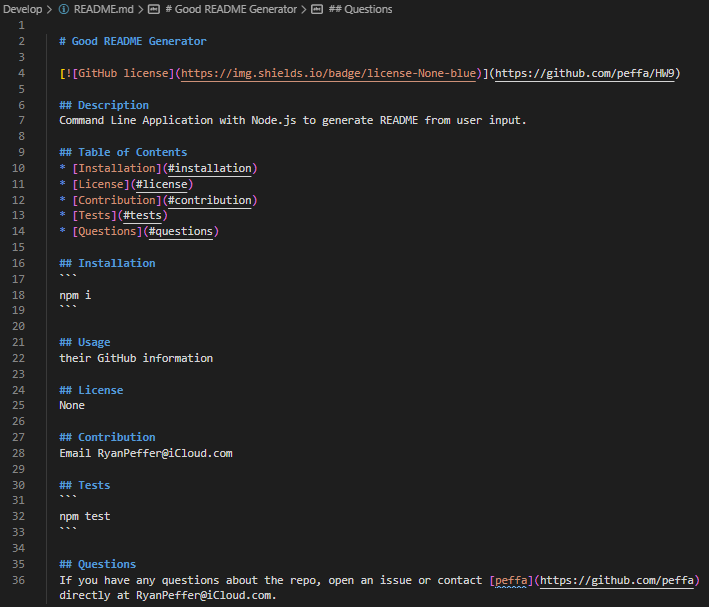 Develop > README.md > # Good README Generator > ## Questions
1
2 # Good README Generator
3
4 [![GitHub license](https://img.shields.io/badge/license-None-blue)](https://github.com/peffa/HW9)
5
6 ## Description
7 Command Line Application with Node.js to generate README from user input.
8
9 ## Table of Contents
10 * [Installation](#installation)
11 * [License](#license)
12 * [Contribution](#contribution)
13 * [Tests](#tests)
14 * [Questions](#questions)
15
16 ## Installation
17 ```
18 npm i
19 ```
20
21 ## Usage
22 their GitHub information
23
24 ## License
25 None
26
27 ## Contribution
28 Email RyanPeffer@iCloud.com
29
30 ## Tests
31 ```
32 npm test
33 ```
34
35 ## Questions
36 If you have any questions about the repo, open an issue or contact [peffa](https://github.com/peffa)
directly at RyanPeffer@iCloud.com.